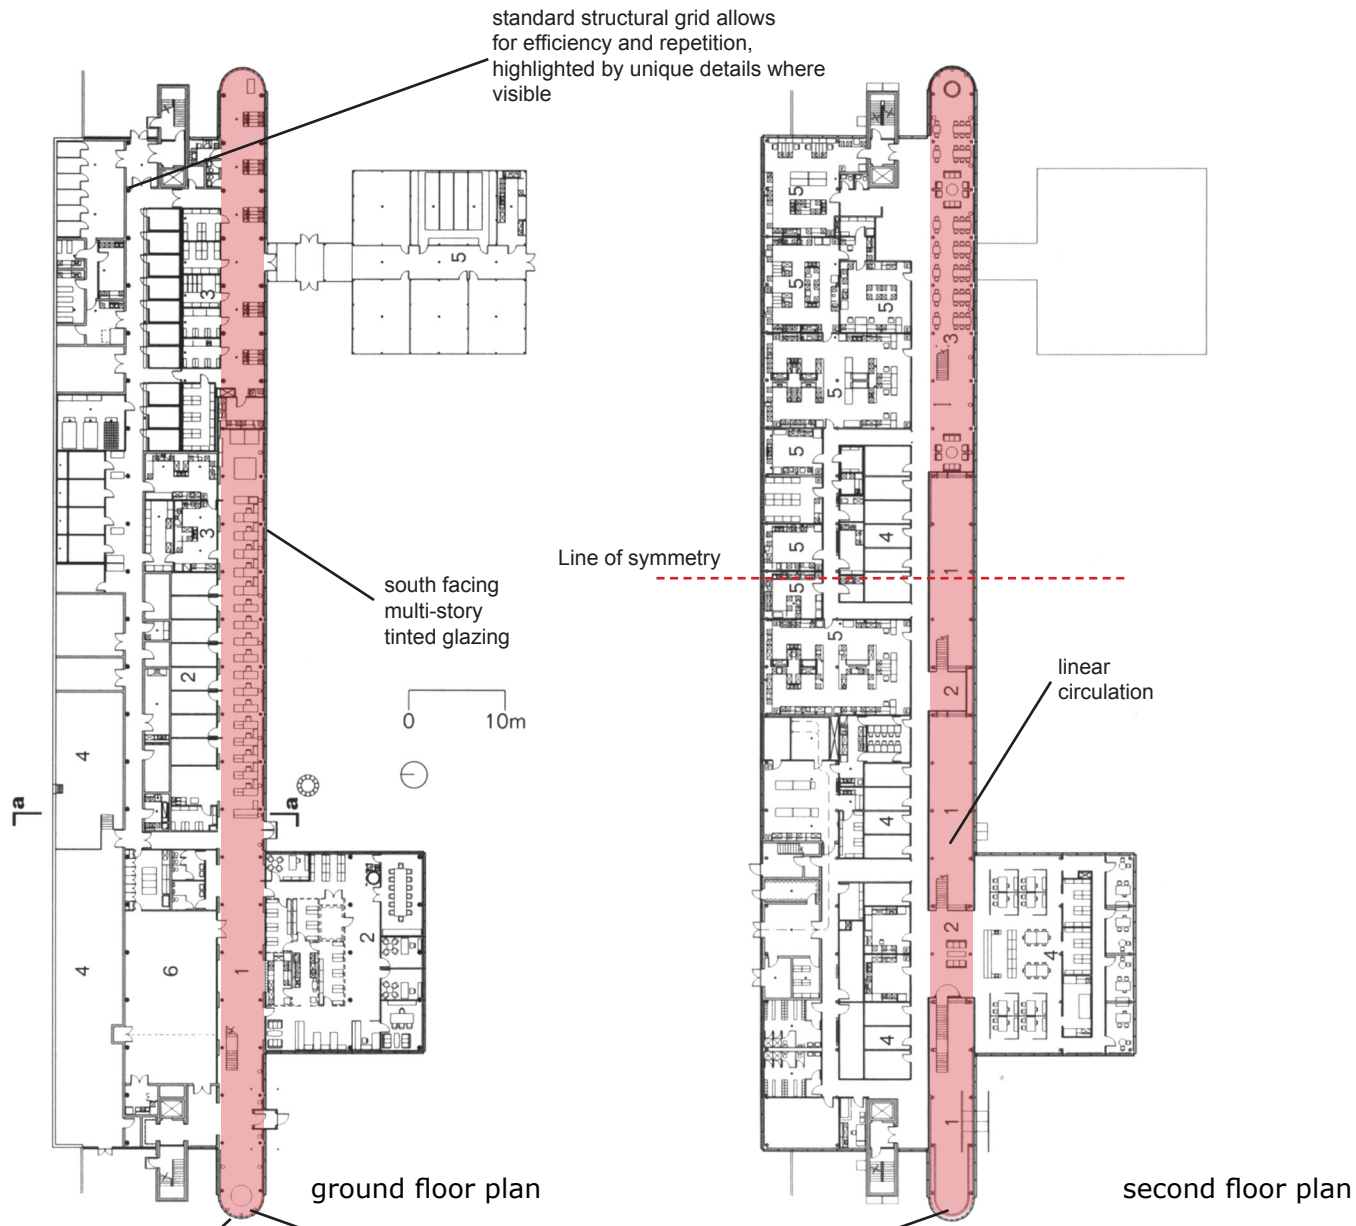 standard structural grid allows
for efficiency and repetition,
highlighted by unique details where
visible
5
3
3
south facing
multi-story
tinted glazing
2
0 10m
4
a a
4
6
1
2
ground floor plan
5
5
5
3
5
5
4
5
1
Line of symmetry
5
5
linear
circulation
2
1
4
2
4
4
1
second floor plan